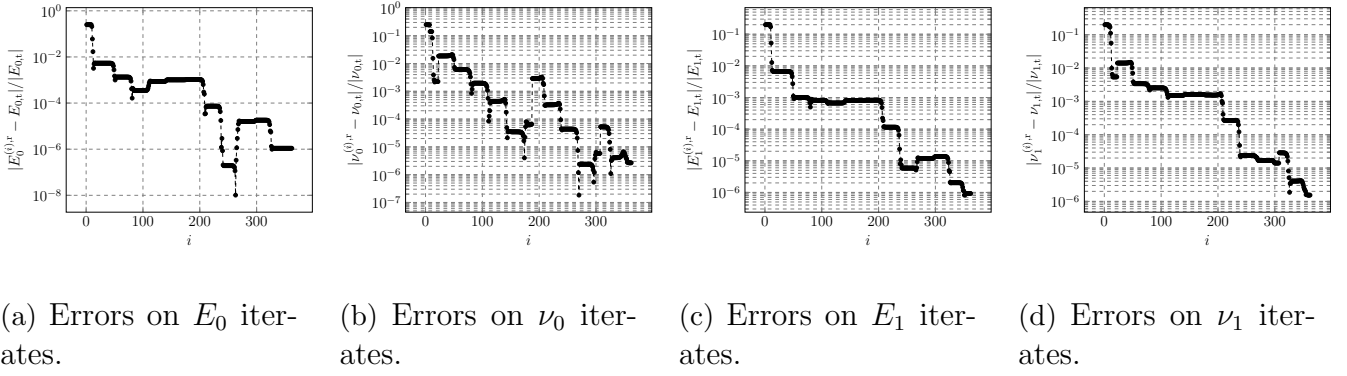 10^0
10^{-2}
10^{-4}
10^{-6}
10^{-8}
|E_0^{(i),r} − E_{0,t}|/|E_{0,t}|
0 100 200 300
i
10^0
10^{-1}
10^{-2}
10^{-3}
10^{-4}
10^{-5}
10^{-6}
10^{-7}
|ν_0^{(i),r} − ν_{0,t}|/|ν_{0,t}|
0 100 200 300
i
10^{-1}
10^{-2}
10^{-3}
10^{-4}
10^{-5}
10^{-6}
|E_1^{(i),r} − E_{1,t}|/|E_{1,t}|
0 100 200 300
i
10^{-1}
10^{-2}
10^{-3}
10^{-4}
10^{-5}
10^{-6}
|ν_1^{(i),r} − ν_{1,t}|/|ν_{1,t}|
0 100 200 300
i
(a) Errors on E_0 iter-
ates.
(b) Errors on ν_0 iter-
ates.
(c) Errors on E_1 iter-
ates.
(d) Errors on ν_1 iter-
ates.